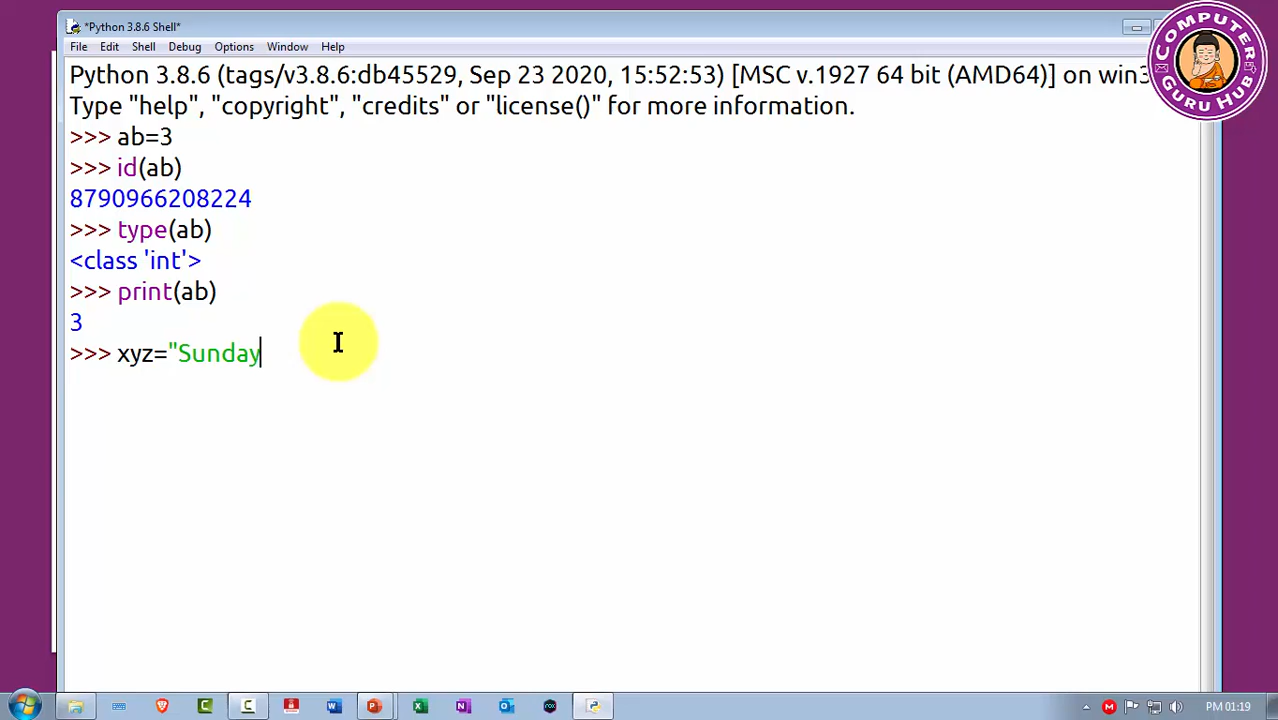 *Python 3.8.6 Shell*
File Edit Shell Debug Options Window Help
Python 3.8.6 (tags/v3.8.6:db45529, Sep 23 2020, 15:52:53) [MSC v.1927 64 bit (AMD64)] on win3
Type "help", "copyright", "credits" or "license()" for more information.
>>> ab=3
>>> id(ab)
8790966208224
>>> type(ab)
<class 'int'>
>>> print(ab)
3
>>> xyz="Sunday
COMPUTER
GURU HUB
PM 01:19